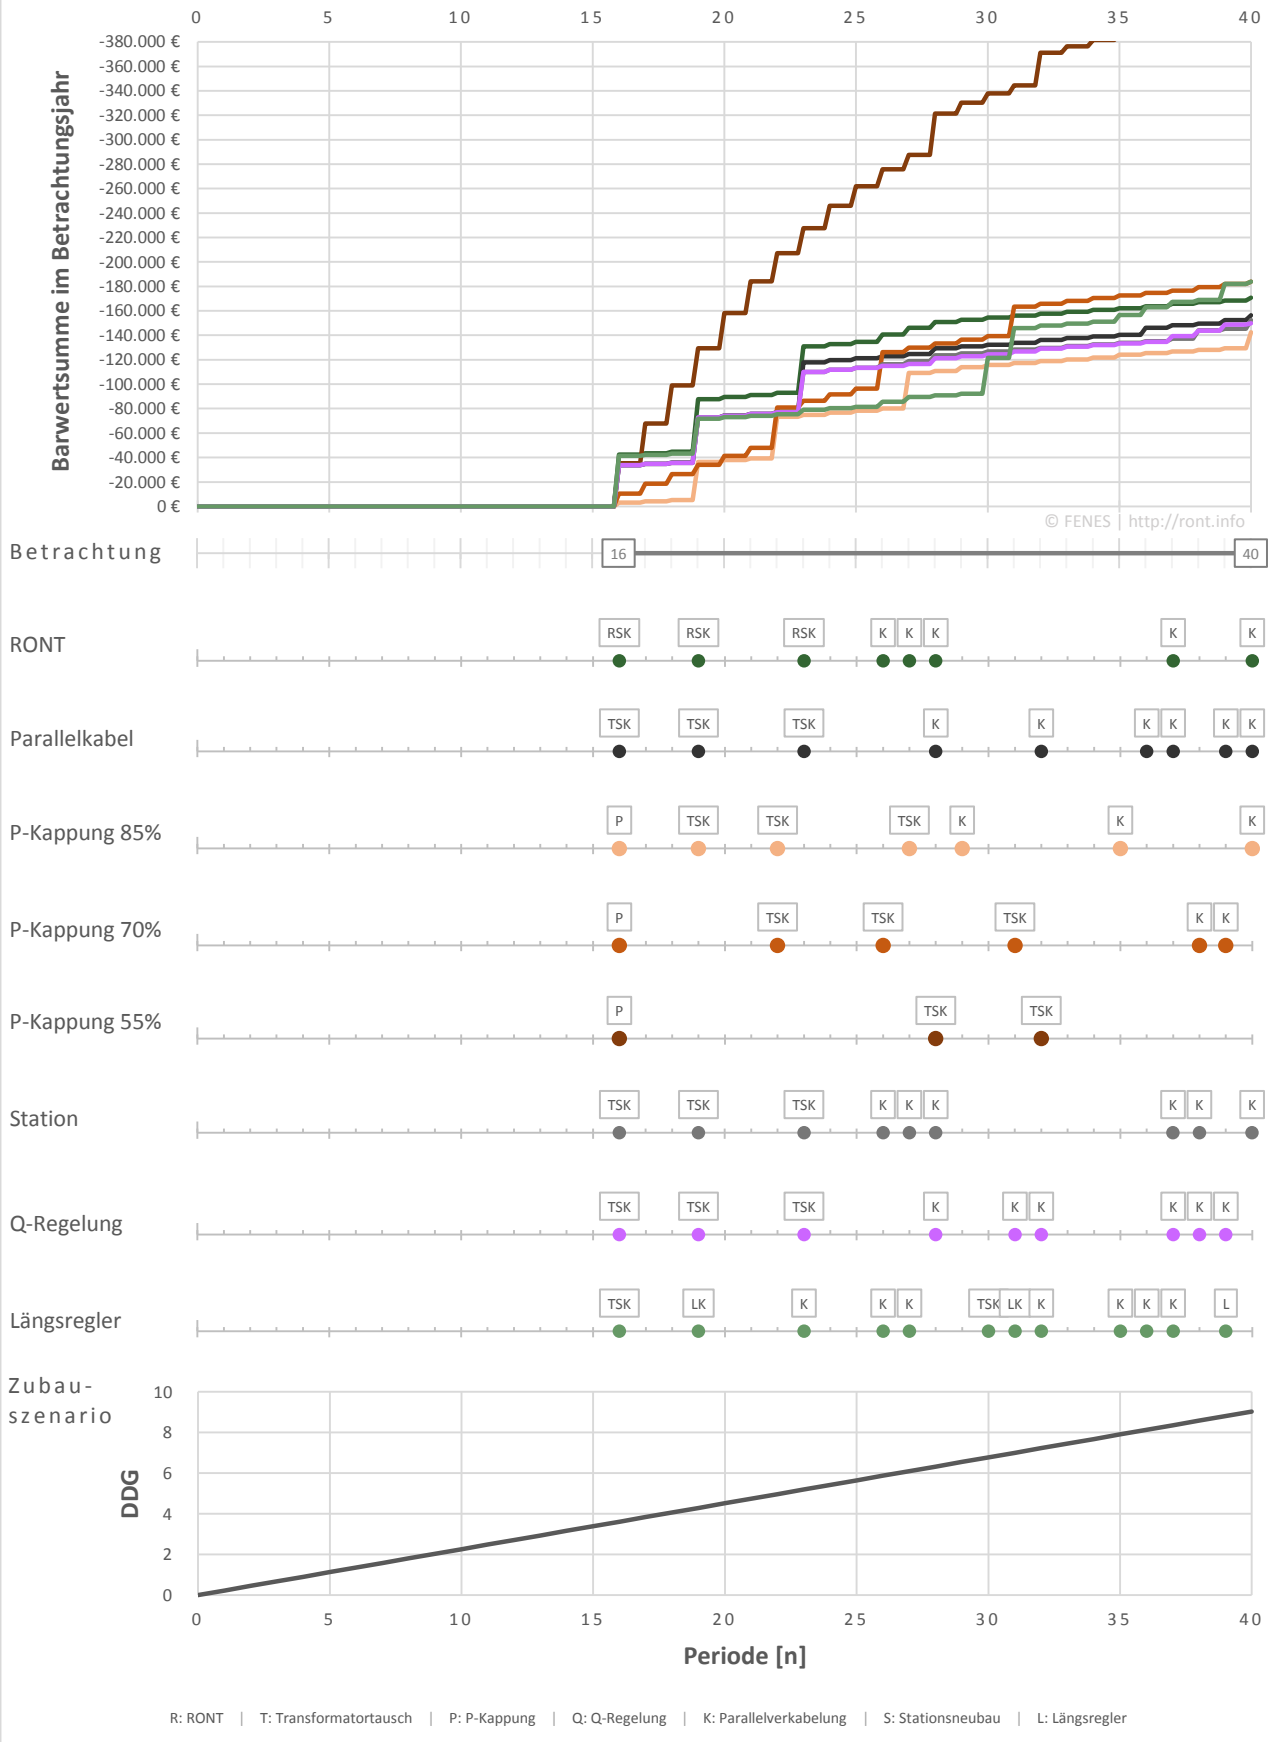 0 5 10 15 20 25 30 35 40
Barwertsumme im Betrachtungsjahr
-380.000 €
-360.000 €
-340.000 €
-320.000 €
-300.000 €
-280.000 €
-260.000 €
-240.000 €
-220.000 €
-200.000 €
-180.000 €
-160.000 €
-140.000 €
-120.000 €
-100.000 €
-80.000 €
-60.000 €
-40.000 €
-20.000 €
0 €
© FENES | http://ront.info
Betrachtung 16 40
RONT RSK RSK RSK K K K K K
Parallelkabel TSK TSK TSK K K K K K K
P-Kappung 85% P TSK TSK TSK K K K
P-Kappung 70% P TSK TSK TSK K K
P-Kappung 55% P TSK TSK
Station TSK TSK TSK K K K K K K
Q-Regelung TSK TSK TSK K K K K K K
Längsregler TSK LK K K K TSK LK K K K K L
Zubau-
szenario
DDG
10
8
6
4
2
0
0 5 10 15 20 25 30 35 40
Periode [n]
R: RONT | T: Transformatortausch | P: P-Kappung | Q: Q-Regelung | K: Parallelverkabelung | S: Stationsneubau | L: Längsregler